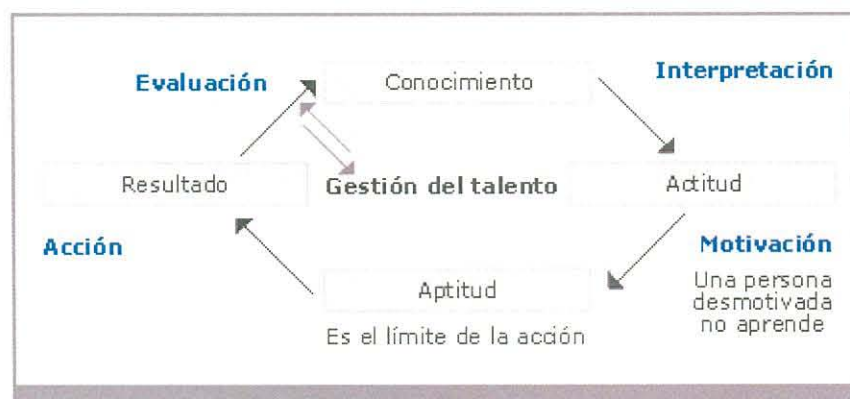 Evaluación
Conocimiento
Interpretación
Resultado
Gestión del talento
Actitud
Acción
Motivación
Aptitud
Una persona
desmotivada
no aprende
Es el límite de la acción